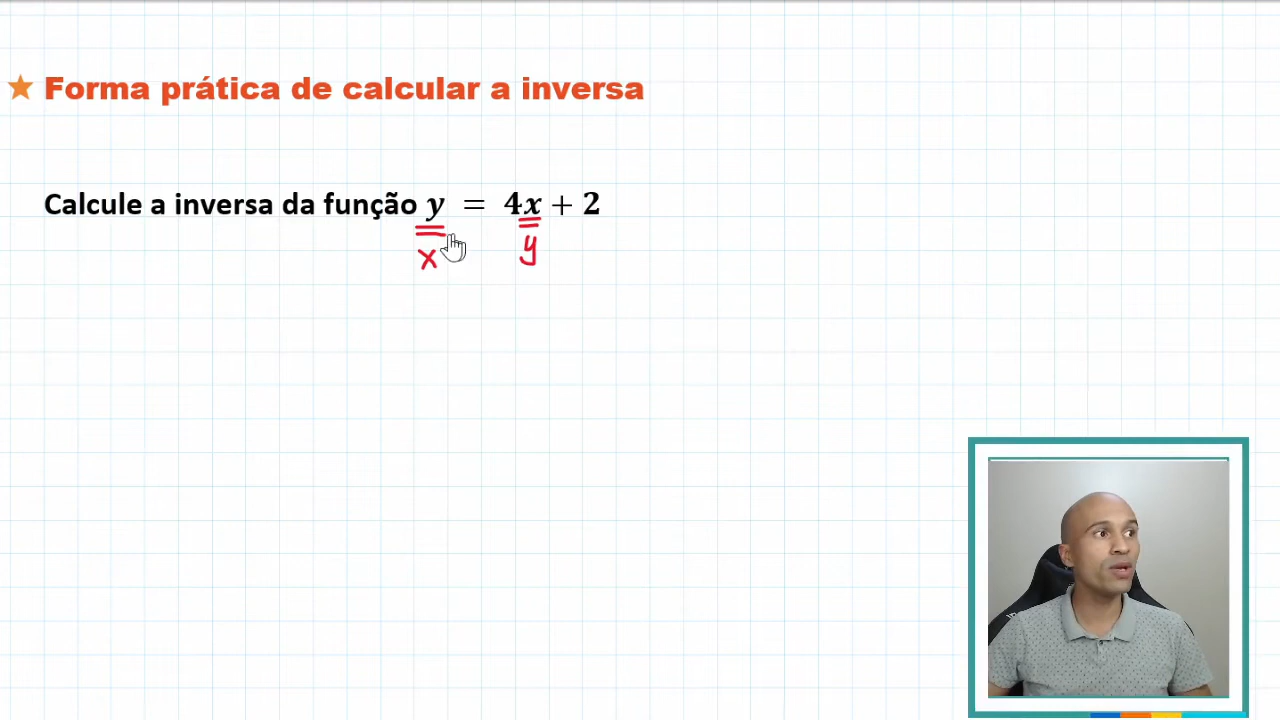 Forma prática de calcular a inversa
Calcule a inversa da função y = 4x + 2
x y